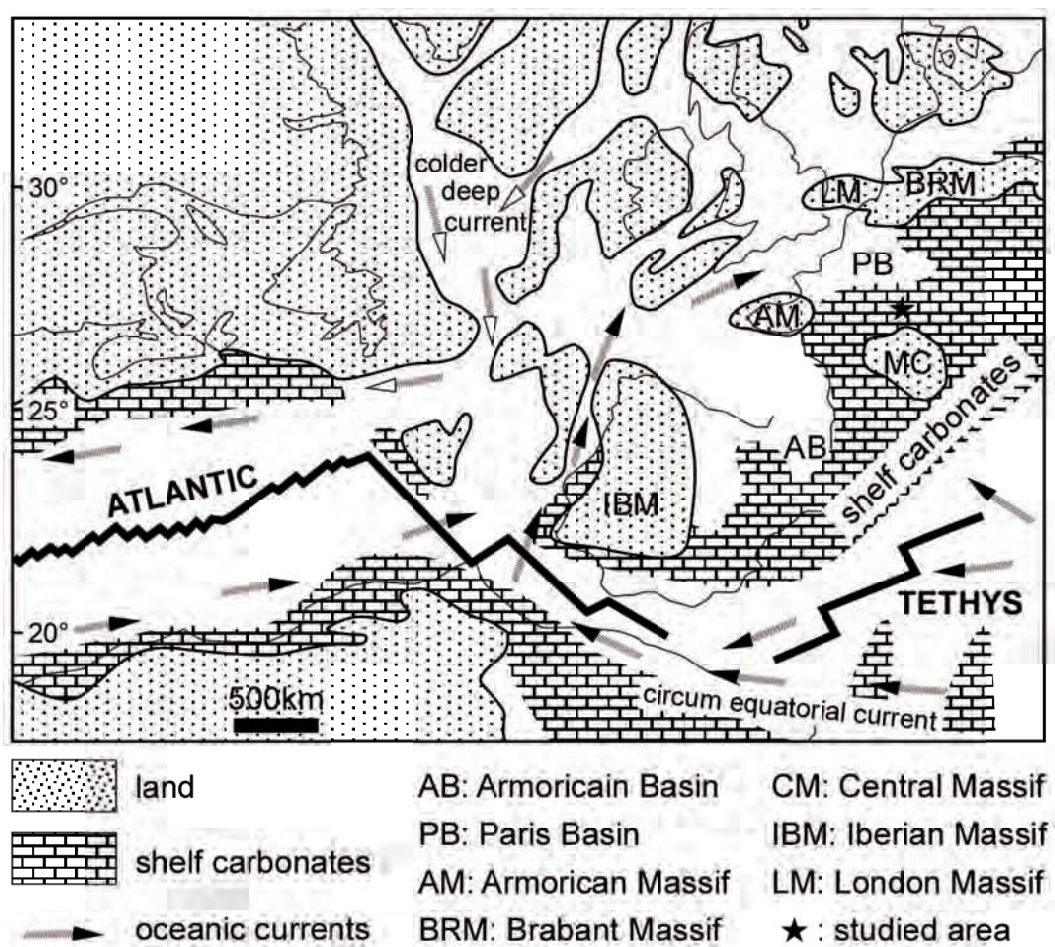 colder
deep
current
30°
LM
BRM
PB
AM
MC
25°
shelf carbonates
AB
ATLANTIC
IBM
TETHYS
20°
500km
circum equatorial current
land
shelf carbonates
oceanic currents
AB: Armoricain Basin
PB: Paris Basin
AM: Armorican Massif
BRM: Brabant Massif
CM: Central Massif
IBM: Iberian Massif
LM: London Massif
★ : studied area